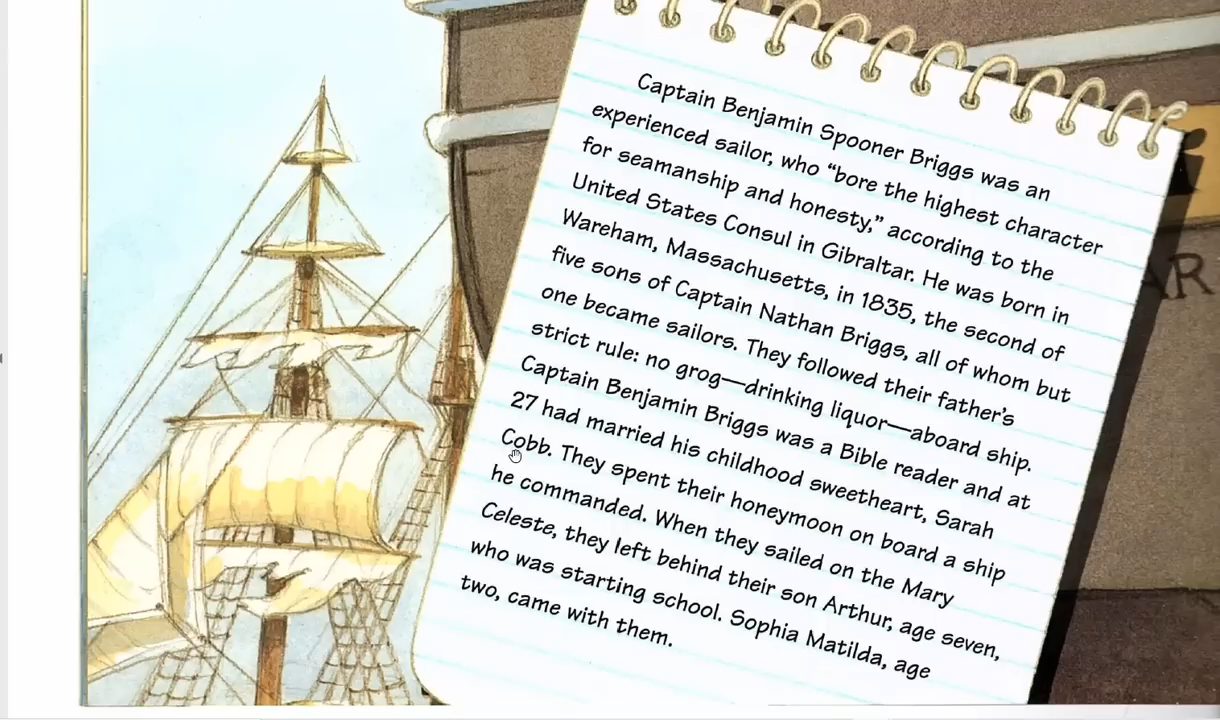 Captain Benjamin Spooner Briggs was an
experienced sailor, who “bore the highest character
for seamanship and honesty,” according to the
United States Consul in Gibraltar. He was born in
Wareham, Massachusetts, in 1835, the second of
five sons of Captain Nathan Briggs, all of whom but
one became sailors. They followed their father’s
strict rule: no grog—drinking liquor—aboard ship.
Captain Benjamin Briggs was a Bible reader and at
27 had married his childhood sweetheart, Sarah
Cobb. They spent their honeymoon on board a ship
he commanded. When they sailed on the Mary
Celeste, they left behind their son Arthur, age seven,
who was starting school. Sophia Matilda, age
two, came with them.
AR